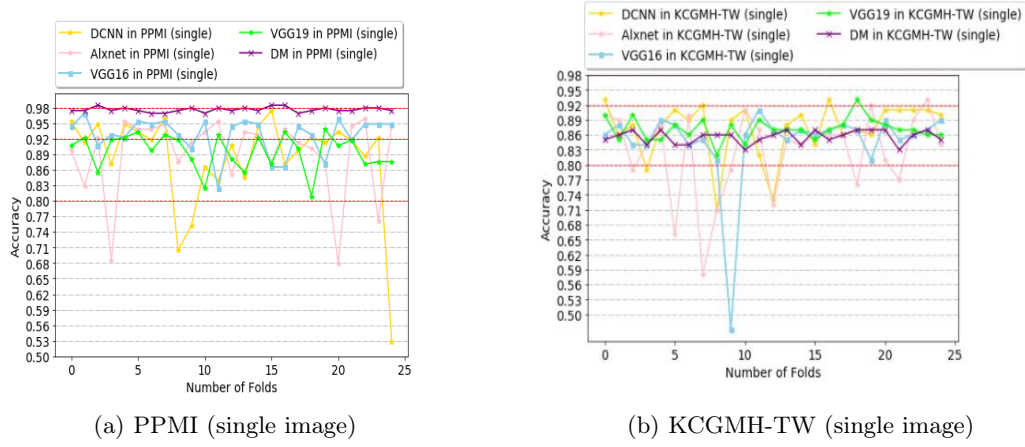 DCNN in PPMI (single)
Alxnet in PPMI (single)
VGG16 in PPMI (single)
VGG19 in PPMI (single)
DM in PPMI (single)
0.98
0.95
0.92
0.89
0.86
0.83
0.80
0.77
0.74
0.71
0.68
0.65
0.62
0.59
0.56
0.53
0.50
Accuracy
0
5
10
15
20
25
Number of Folds
(a) PPMI (single image)
DCNN in KCGMH-TW (single)
Alxnet in KCGMH-TW (single)
VGG16 in KCGMH-TW (single)
VGG19 in KCGMH-TW (single)
DM in KCGMH-TW (single)
0.98
0.95
0.92
0.89
0.86
0.83
0.80
0.77
0.74
0.71
0.68
0.65
0.62
0.59
0.56
0.53
0.50
Accuracy
0
5
10
15
20
25
Number of Folds
(b) KCGMH-TW (single image)